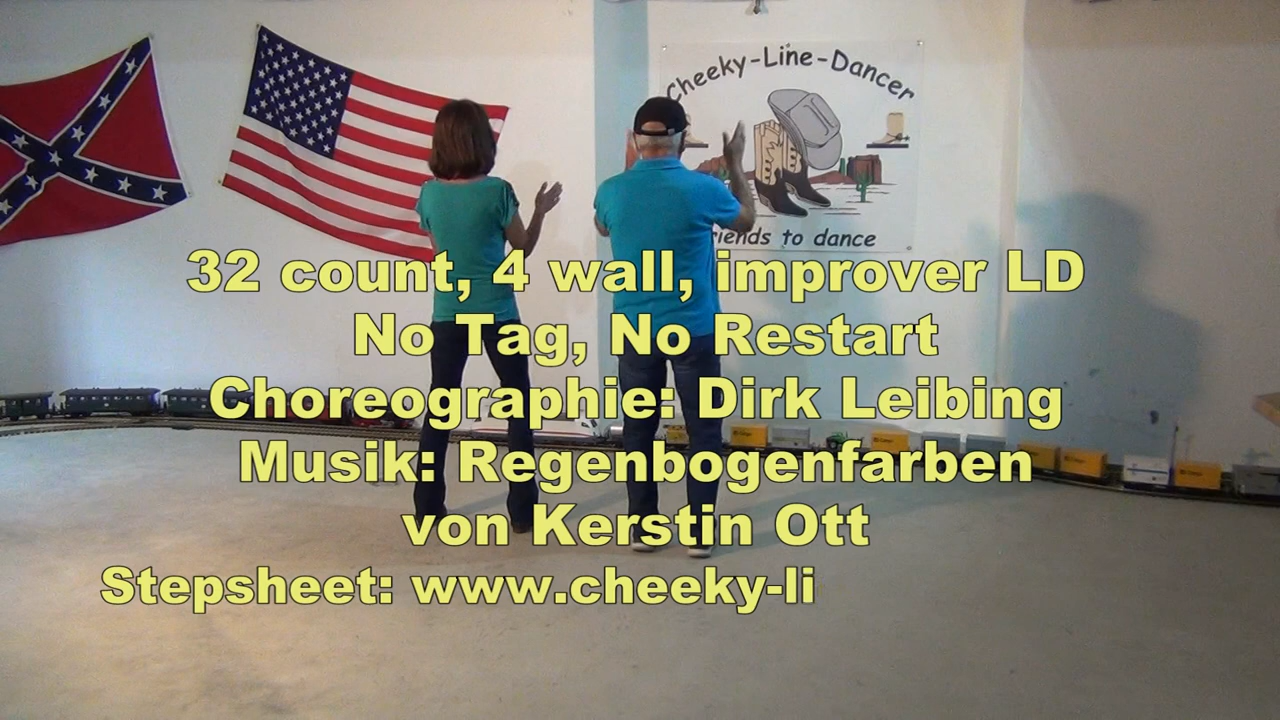 Cheeky-Line-Dancer
to dance
32 count, 4 wall, improver LD
No Tag, No Restart
Choreographie: Dirk Leibing
Musik: Regenbogenfarben
von Kerstin Ott
Stepsheet: www.cheeky-li